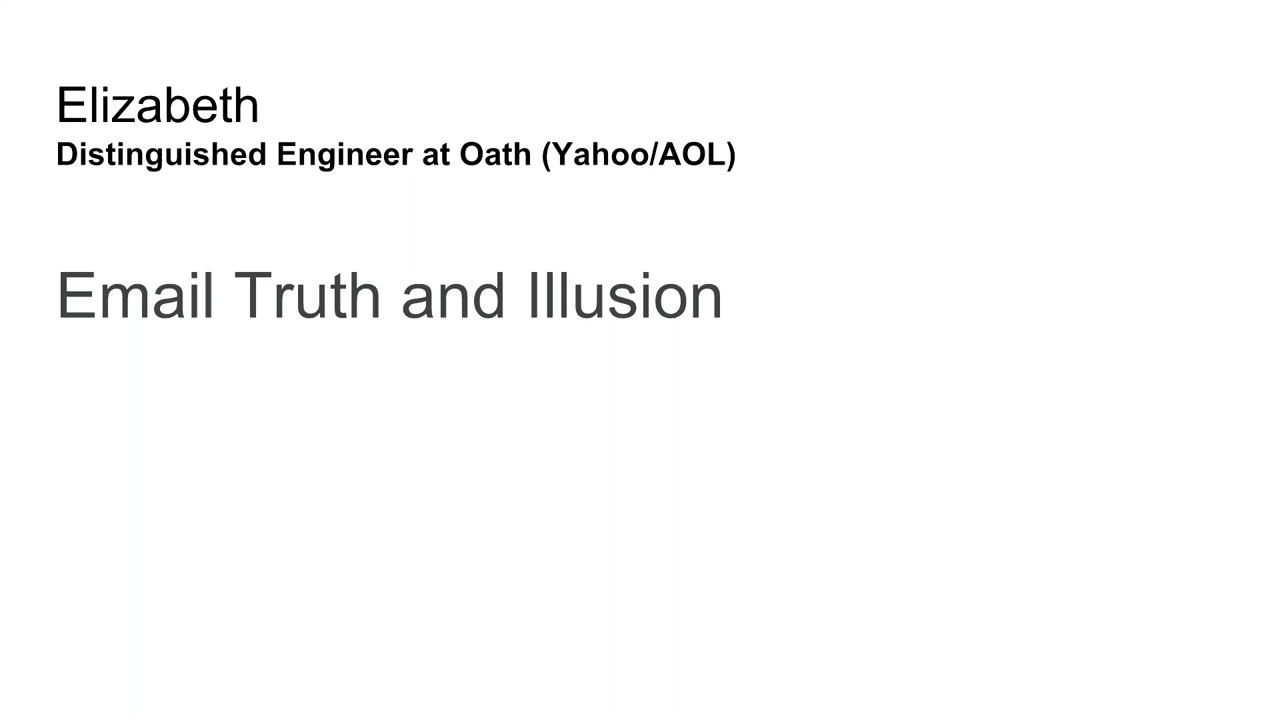 Elizabeth
Distinguished Engineer at Oath (Yahoo/AOL)
Email Truth and Illusion